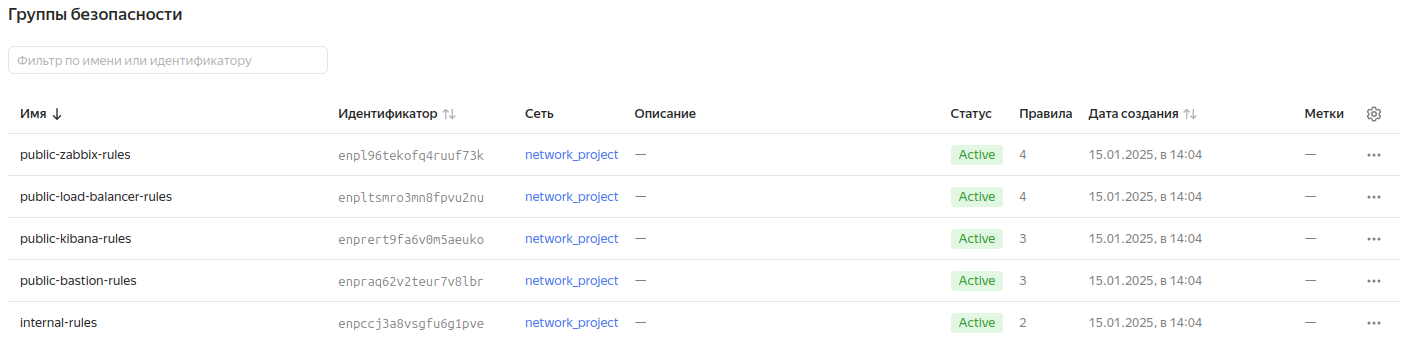 Группы безопасности
Фильтр по имени или идентификатору
Имя Идентификатор Сеть Описание Статус Правила Дата создания Метки
public-zabbix-rules enpl96tekofq4ruuf73k network_project — Active 4 15.01.2025, в 14:04 —
public-load-balancer-rules enpltsmro3mn8fpvu2nu network_project — Active 4 15.01.2025, в 14:04 —
public-kibana-rules enprert9fa6v0m5aeuko network_project — Active 3 15.01.2025, в 14:04 —
public-bastion-rules enpraq62v2teur7v8lbr network_project — Active 3 15.01.2025, в 14:04 —
internal-rules enpccj3a8vsgfu6g1pve network_project — Active 2 15.01.2025, в 14:04 —